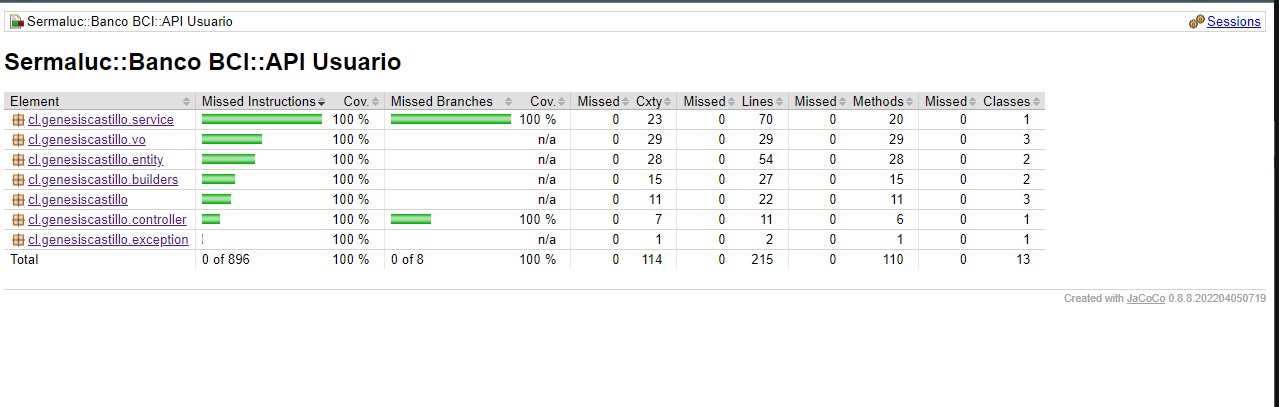 Sermaluc::Banco BCI::API Usuario Sessions
Sermaluc::Banco BCI::API Usuario
Element Missed Instructions Cov. Missed Branches Cov. Missed Cxty Missed Lines Missed Methods Missed Classes
cl.genesiscastillo.service 100 % 100 % 0 23 0 70 0 20 0 1
cl.genesiscastillo.vo 100 % n/a 0 29 0 29 0 29 0 3
cl.genesiscastillo.entity 100 % n/a 0 28 0 54 0 28 0 2
cl.genesiscastillo.builders 100 % n/a 0 15 0 27 0 15 0 2
cl.genesiscastillo 100 % n/a 0 11 0 22 0 11 0 3
cl.genesiscastillo.controller 100 % 100 % 0 7 0 11 0 6 0 1
cl.genesiscastillo.exception 100 % n/a 0 1 0 2 0 1 0 1
Total 0 of 896 100 % 0 of 8 100 % 0 114 0 215 0 110 0 13
Created with JaCoCo 0.8.8.202204050719